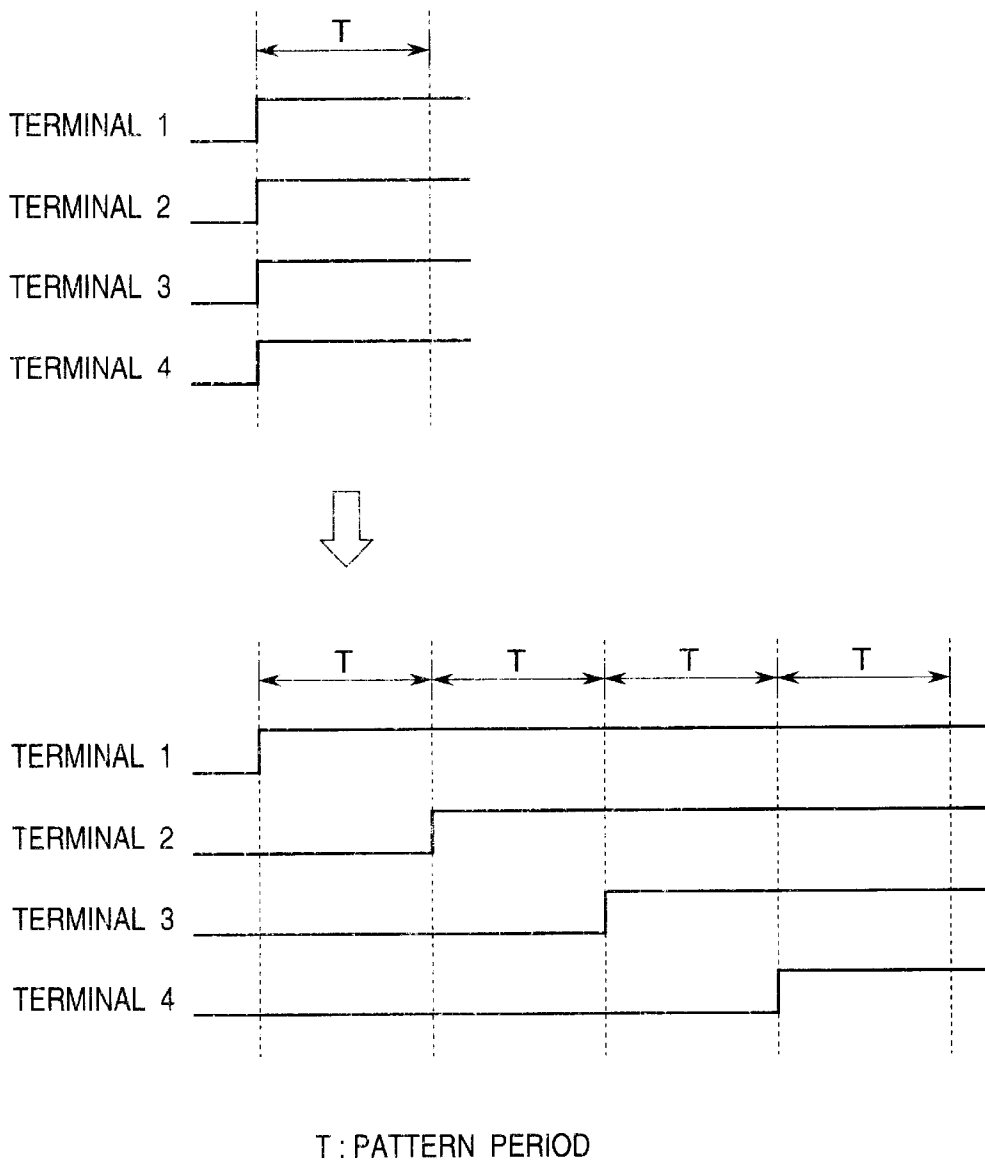 T
TERMINAL 1
TERMINAL 2
TERMINAL 3
TERMINAL 4
T T T T
TERMINAL 1
TERMINAL 2
TERMINAL 3
TERMINAL 4
T : PATTERN PERIOD